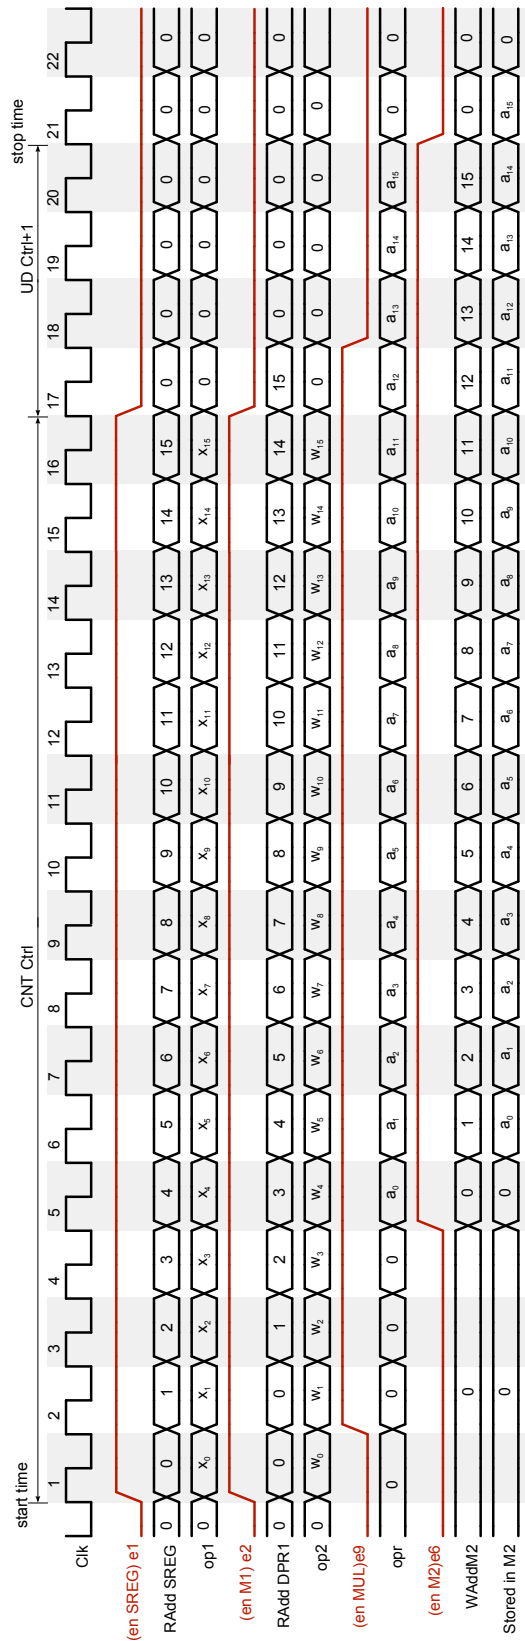 start time CNT Ctrl UD Ctrl+1 stop time
1 2 3 4 5 6 7 8 9 10 11 12 13 14 15 16 17 18 19 20 21 22
Clk
(en SREG) e1
RAdd SREG 0 0 1 2 3 4 5 6 7 8 9 10 11 12 13 14 15 0 0 0 0 0 0
op1 0 x₀ x₁ x₂ x₃ x₄ x₅ x₆ x₇ x₈ x₉ x₁₀ x₁₁ x₁₂ x₁₃ x₁₄ x₁₅ 0 0 0 0 0 0
(en M1) e2
RAdd DPR1 0 0 0 1 2 3 4 5 6 7 8 9 10 11 12 13 14 15 0 0 0 0 0
op2 0 w₀ w₁ w₂ w₃ w₄ w₅ w₆ w₇ w₈ w₉ w₁₀ w₁₁ w₁₂ w₁₃ w₁₄ w₁₅ 0 0 0 0 0 0
(en MUL)e9
opr 0 0 0 0 a₀ a₁ a₂ a₃ a₄ a₅ a₆ a₇ a₈ a₉ a₁₀ a₁₁ a₁₂ a₁₃ a₁₄ a₁₅ 0 0
(en M2)e6
WAddM2 0 0 1 2 3 4 5 6 7 8 9 10 11 12 13 14 15 0 0
Stored in M2 0 0 a₀ a₁ a₂ a₃ a₄ a₅ a₆ a₇ a₈ a₉ a₁₀ a₁₁ a₁₂ a₁₃ a₁₄ a₁₅ 0